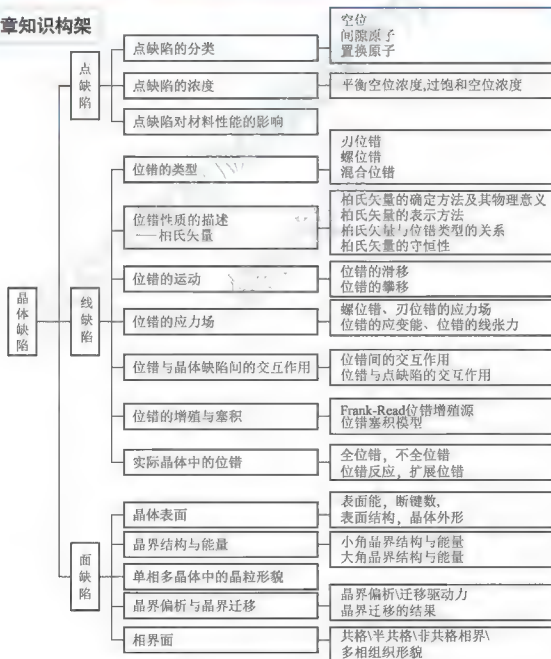 章知识构架
点缺陷
点缺陷的分类
空位
间隙原子
置换原子
点缺陷的浓度
平衡空位浓度,过饱和空位浓度
点缺陷对材料性能的影响
晶体缺陷
线缺陷
位错的类型
刃位错
螺位错
混合位错
位错性质的描述
——柏氏矢量
柏氏矢量的确定方法及其物理意义
柏氏矢量的表示方法
柏氏矢量与位错类型的关系
柏氏矢量的守恒性
位错的运动
位错的滑移
位错的攀移
位错的应力场
螺位错、刃位错的应力场
位错的应变能、位错的线张力
位错与晶体缺陷间的交互作用
位错间的交互作用
位错与点缺陷的交互作用
位错的增殖与塞积
Frank-Read位错增殖源
位错塞积模型
实际晶体中的位错
全位错，不全位错
位错反应，扩展位错
面缺陷
晶体表面
表面能，断键数,
表面结构，晶体外形
晶界结构与能量
小角晶界结构与能量
大角晶界结构与能量
单相多晶体中的晶粒形貌
晶界偏析与晶界迁移
晶界偏析\迁移驱动力
晶界迁移的结果
相界面
共格\半共格\非共格相界\
多相组织形貌